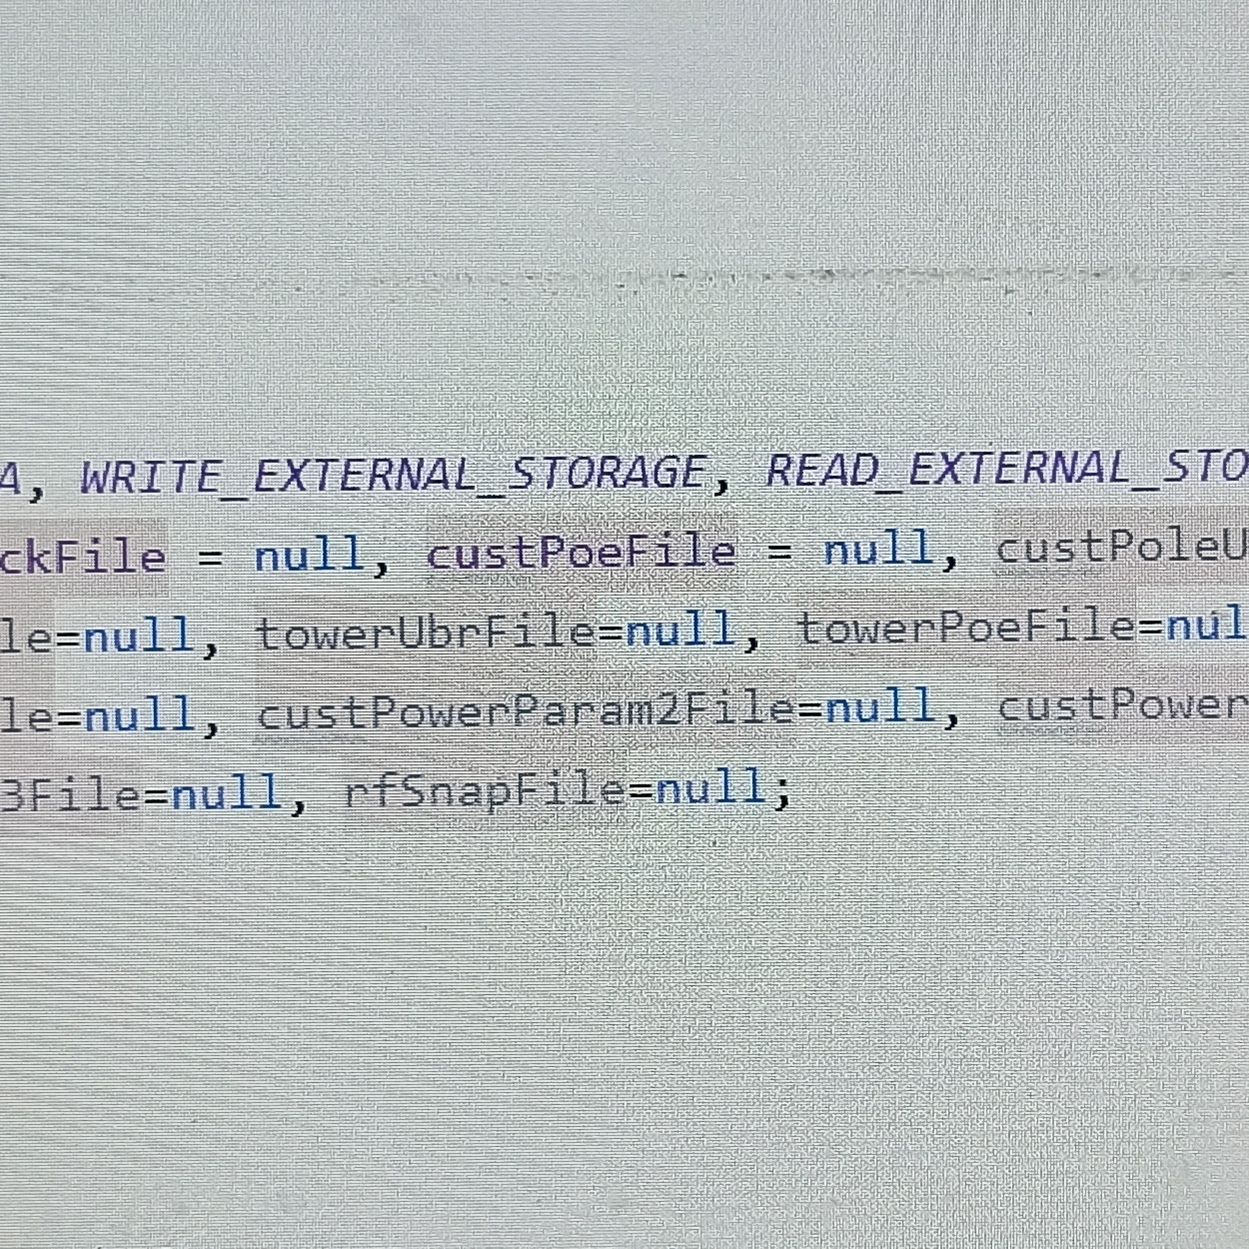 A, WRITE_EXTERNAL_STORAGE, READ_EXTERNAL_STO
ckFile = null, custPoeFile = null, custPoleU
le=null, towerUbrFile=null, towerPoeFile=nul
le=null, custPowerParam2File=null, custPower
3File=null, rfSnapFile=null;